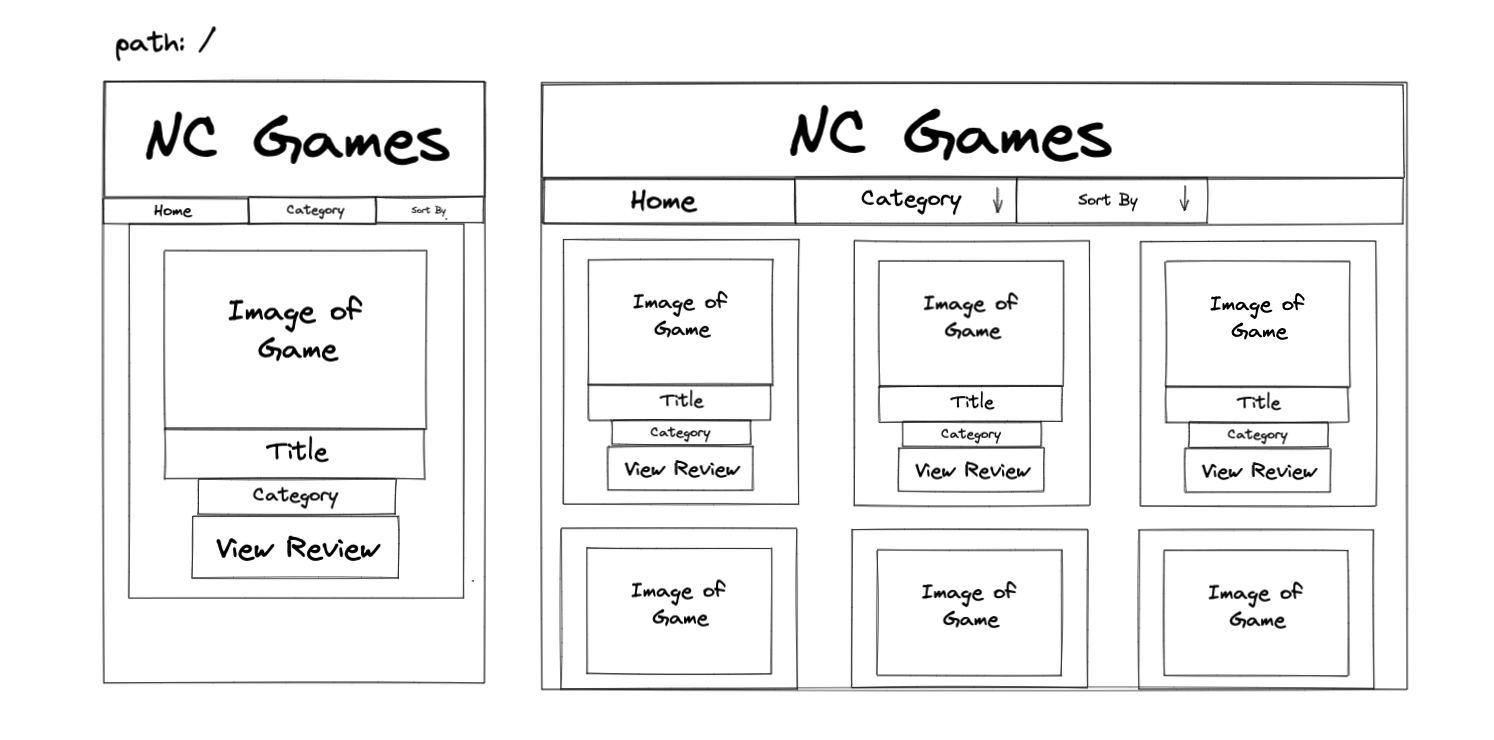 path: /
NC Games
Home Category Sort By
Image of
Game
Title
Category
View Review
NC Games
Home Category ↓ Sort By ↓
Image of
Game
Title
Category
View Review
Image of
Game
Title
Category
View Review
Image of
Game
Title
Category
View Review
Image of
Game
Image of
Game
Image of
Game